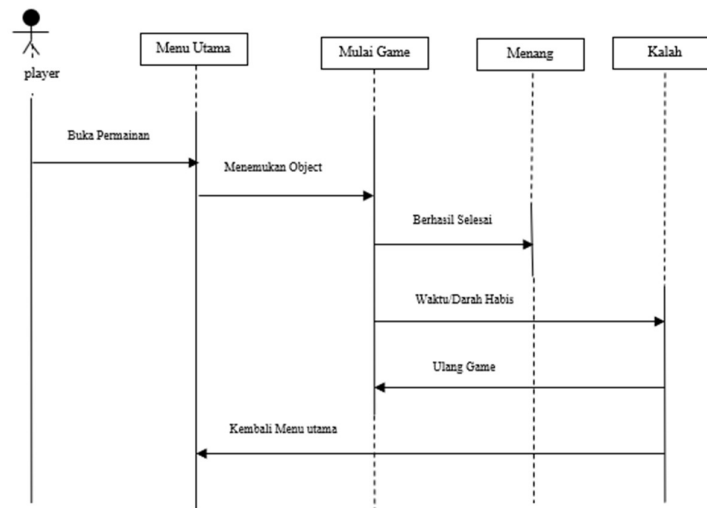 Menu Utama
Mulai Game
Menang
Kalah
player
Buka Permainan
Menemukan Object
Berhasil Selesai
Waktu/Darah Habis
Ulang Game
Kembali Menu utama